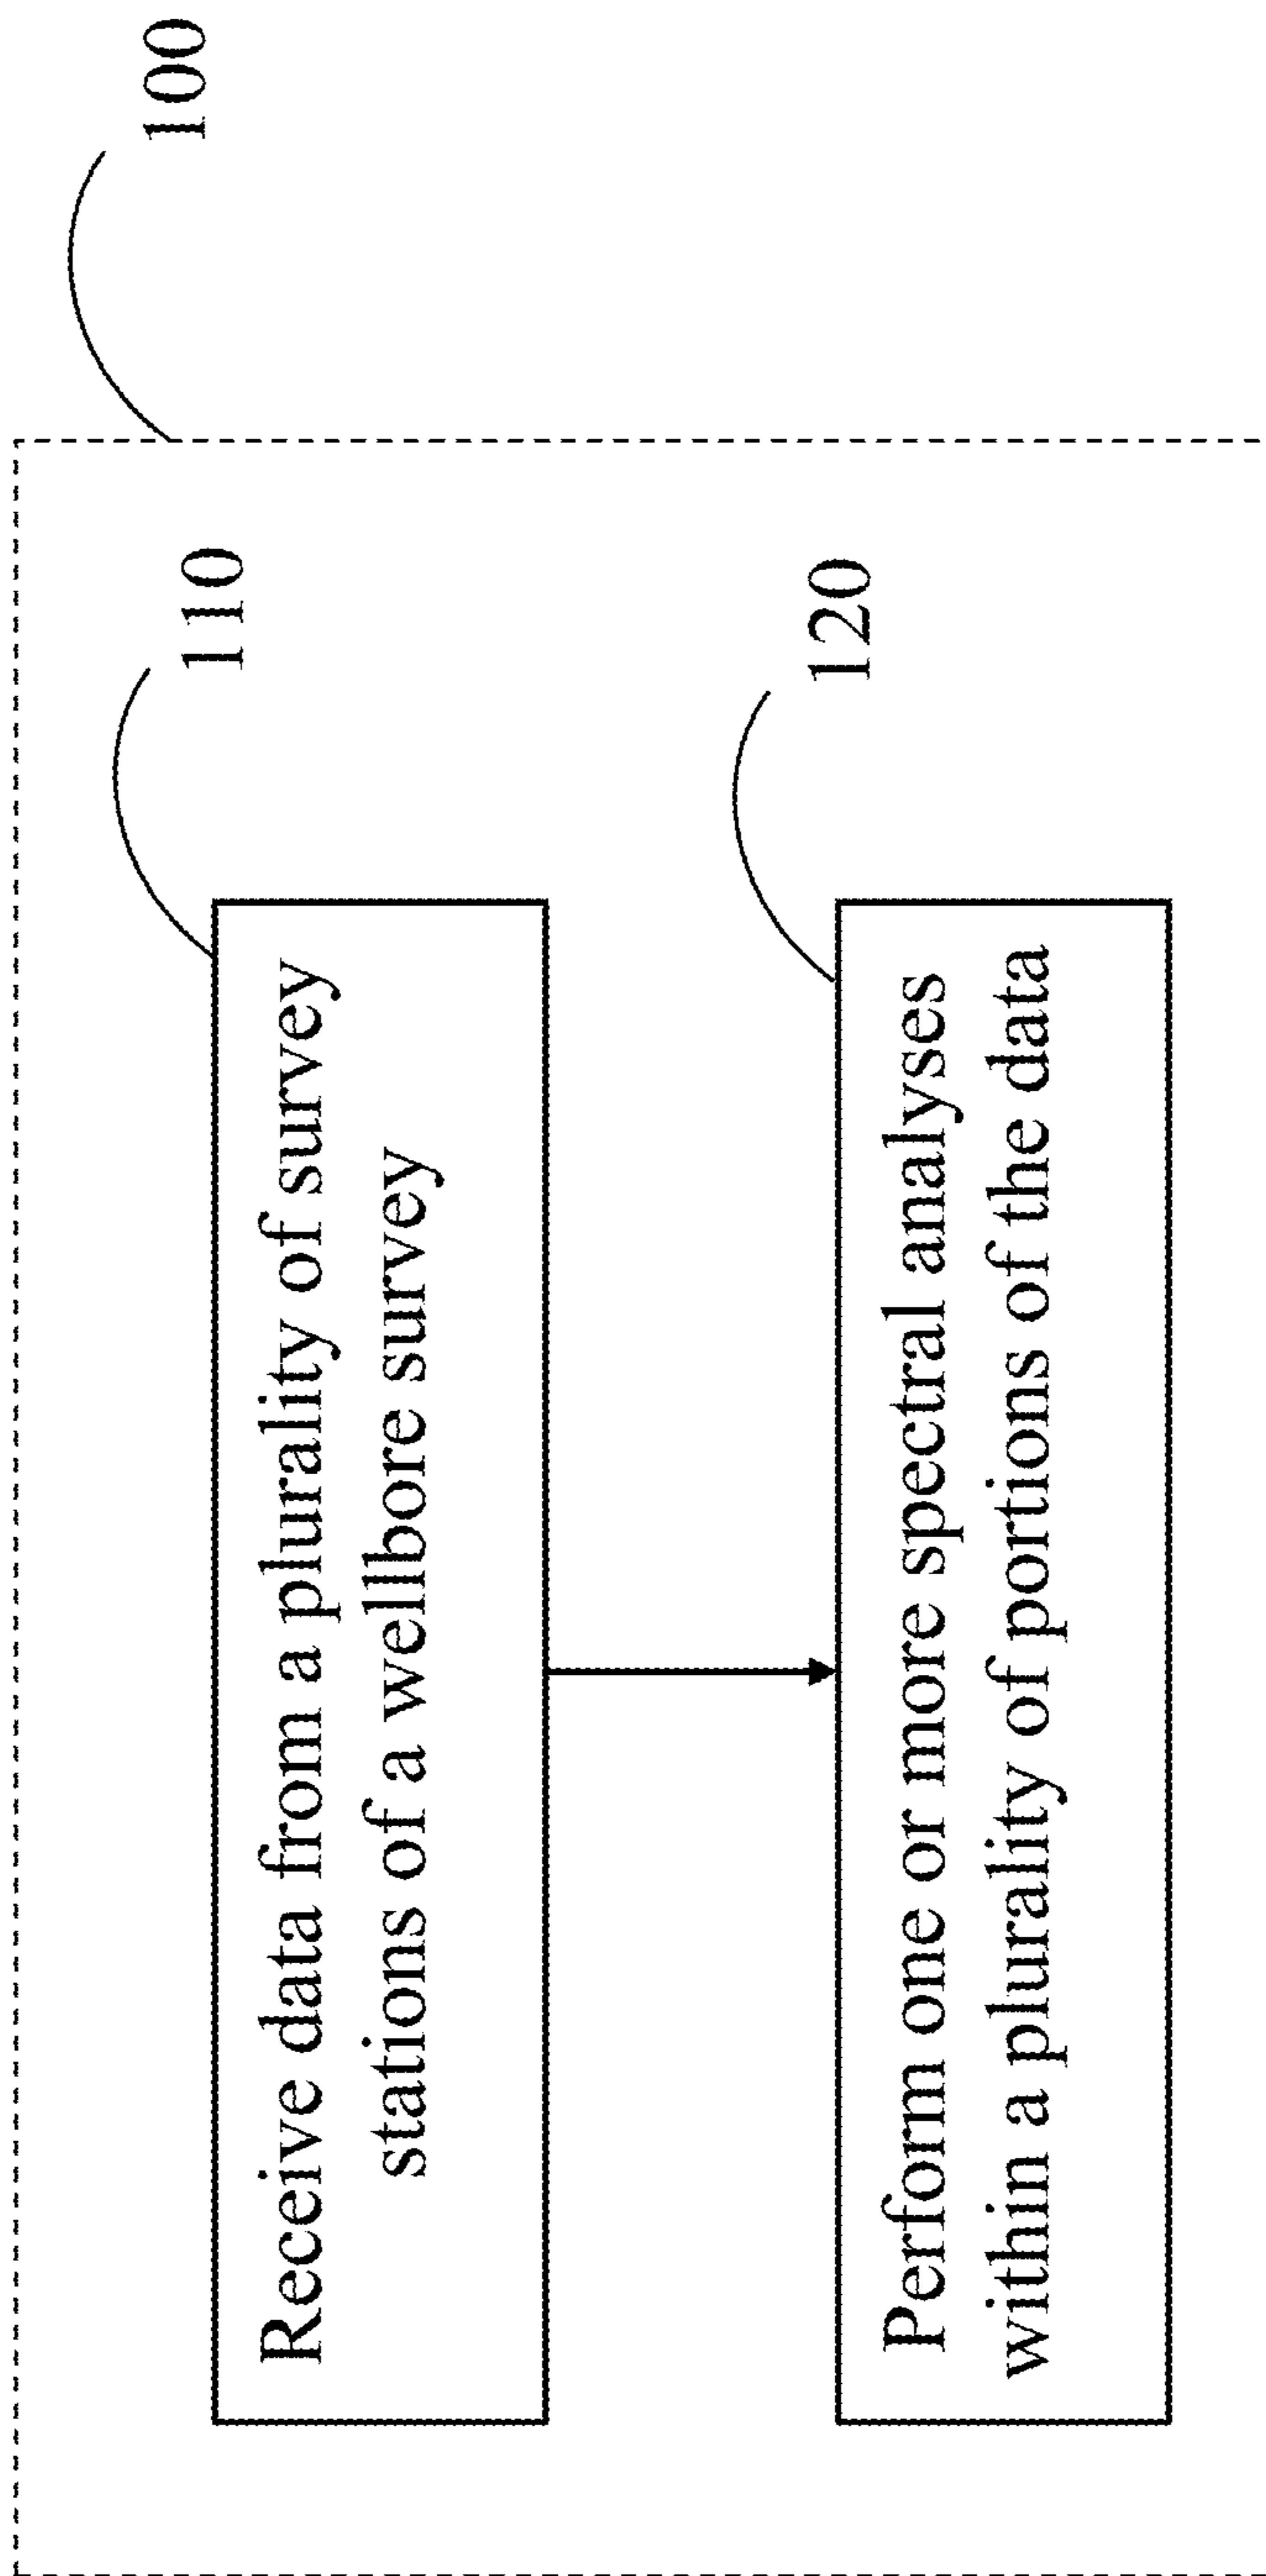 100
110
Receive data from a plurality of survey
stations of a wellbore survey
120
Perform one or more spectral analyses
within a plurality of portions of the data